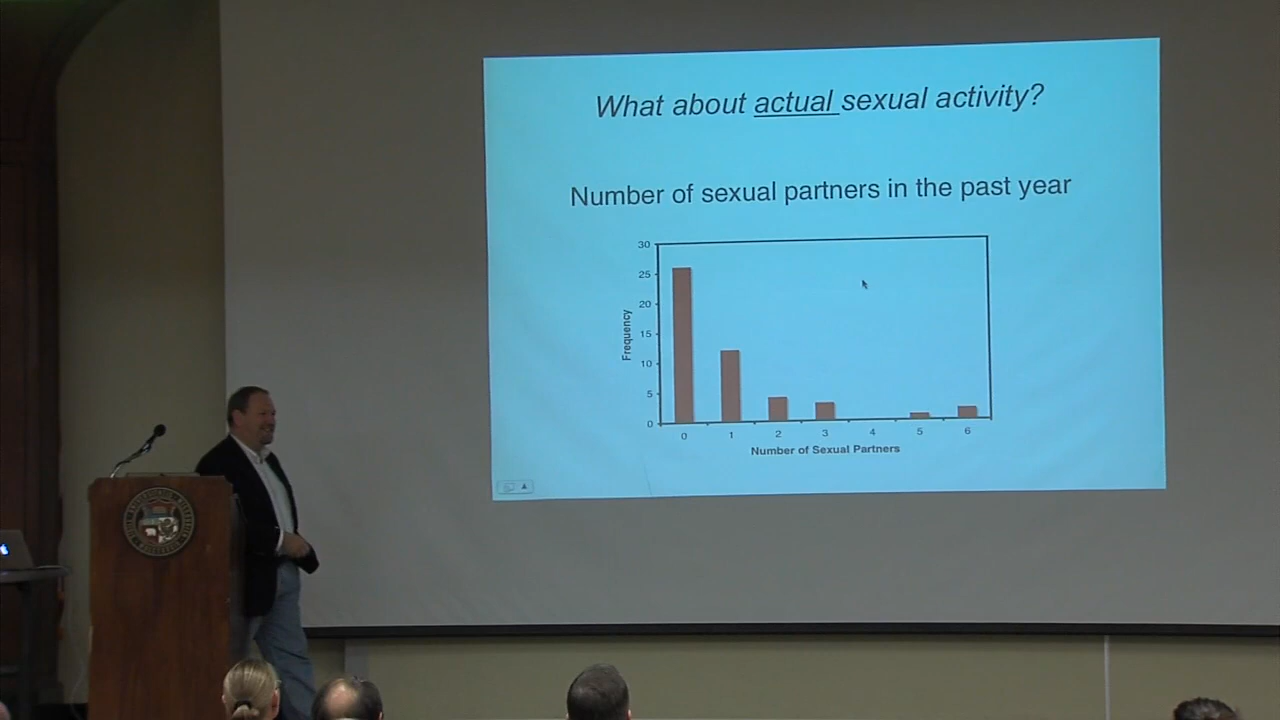 What about actual sexual activity?
Number of sexual partners in the past year
30
25
20
15
10
5
0
Frequency
0 1 2 3 4 5 6
Number of Sexual Partners